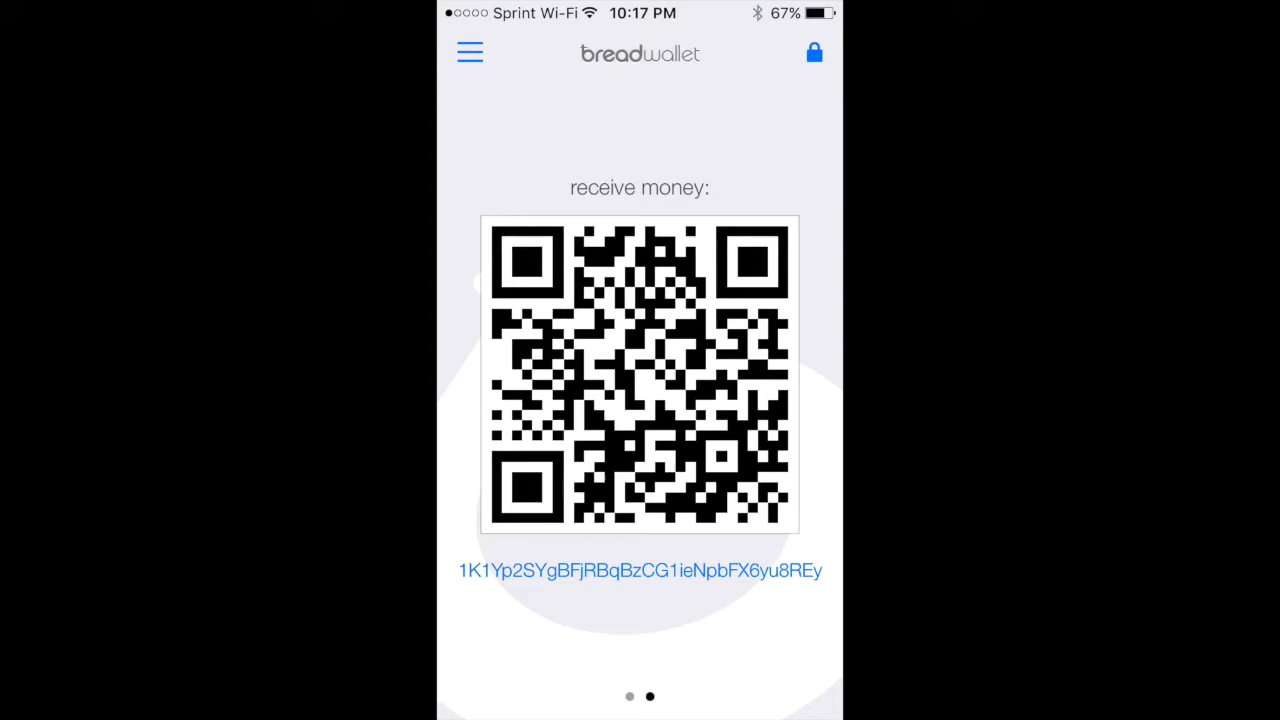 Sprint Wi-Fi 10:17 PM 67%
breadwallet
receive money:
1K1Yp2SYgBFjRBqBzCG1ieNpbFX6yu8REy